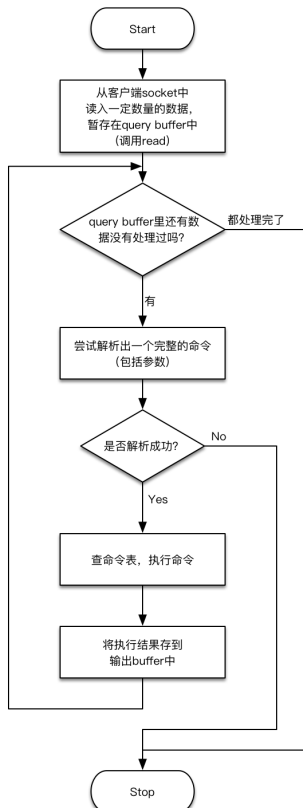 Start
从客户端socket中
读入一定数量的数据,
暂存在query buffer中
(调用read)
query buffer里还有数
据没有处理过吗?
都处理完了
有
尝试解析出一个完整的命令
(包括参数)
是否解析成功?
No
Yes
查命令表，执行命令
将执行结果存到
输出buffer中
Stop